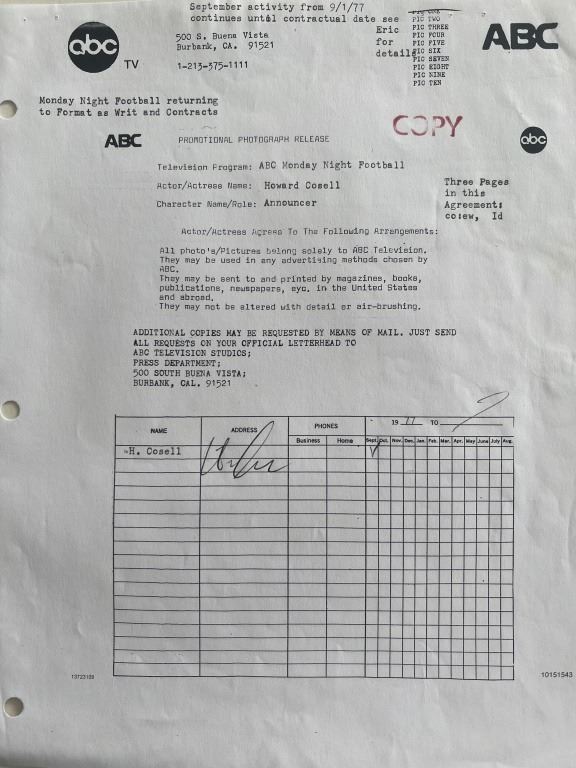 September activity from 9/1/77
continues until contractual date see
Eric
for
details
PIC ONE
PIC TWO
PIC THREE
PIC FOUR
PIC FIVE
PIC SIX
PIC SEVEN
PIC EIGHT
PIC NINE
PIC TEN
abc
TV
500 S. Buena Vista
Burbank, CA. 91521
1-213-375-1111
ABC
Monday Night Football returning
to Format as Writ and Contracts
COPY
ABC
PROMOTIONAL PHOTOGRAPH RELEASE
abc
Television Program: ABC Monday Night Football
Actor/Actress Name: Howard Cosell
Character Name/Role: Announcer
Three Pages
in this
Agreement:
co:ew, Id
Actor/Actress Agrees To The Following Arrangements:
All photo's/Pictures belong solely to ABC Television.
They may be used in any advertising methods chosen by
ABC.
They may be sent to and printed by magazines, books,
publications, newspapers, eyc. in the United States
and abroad.
They may not be altered with detail or air-brushing.
ADDITIONAL COPIES MAY BE REQUESTED BY MEANS OF MAIL. JUST SEND
ALL REQUESTS ON YOUR OFFICIAL LETTERHEAD TO
ABC TELEVISION STUDIOS;
PRESS DEPARTMENT;
500 SOUTH BUENA VISTA;
BURBANK, CAL. 91521
NAME ADDRESS PHONES 19 77 TO ?
Business Home Sept. Oct. Nov. Dec. Jan. Feb. Mar. Apr. May June July Aug.
H. Cosell
13723109
10151543